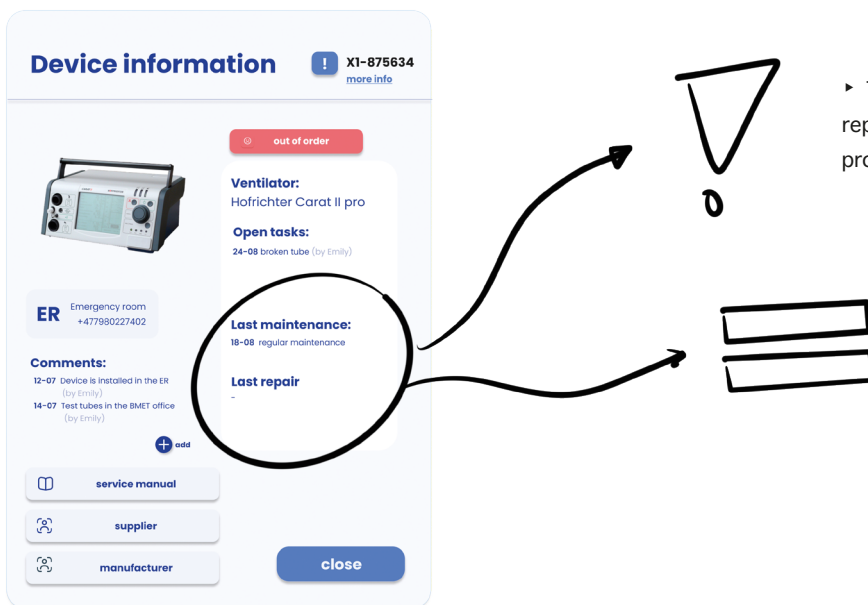 Device information
! X1-875634
more info
out of order
Ventilator:
Hofrichter Carat II pro
Open tasks:
24-08 broken tube (by Emily)
ER Emergency room
+477980227402
Last maintenance:
18-08 regular maintenance
Last repair
-
Comments:
12-07 Device is installed in the ER
(by Emily)
14-07 Test tubes in the BMET office
(by Emily)
add
service manual
supplier
manufacturer
close